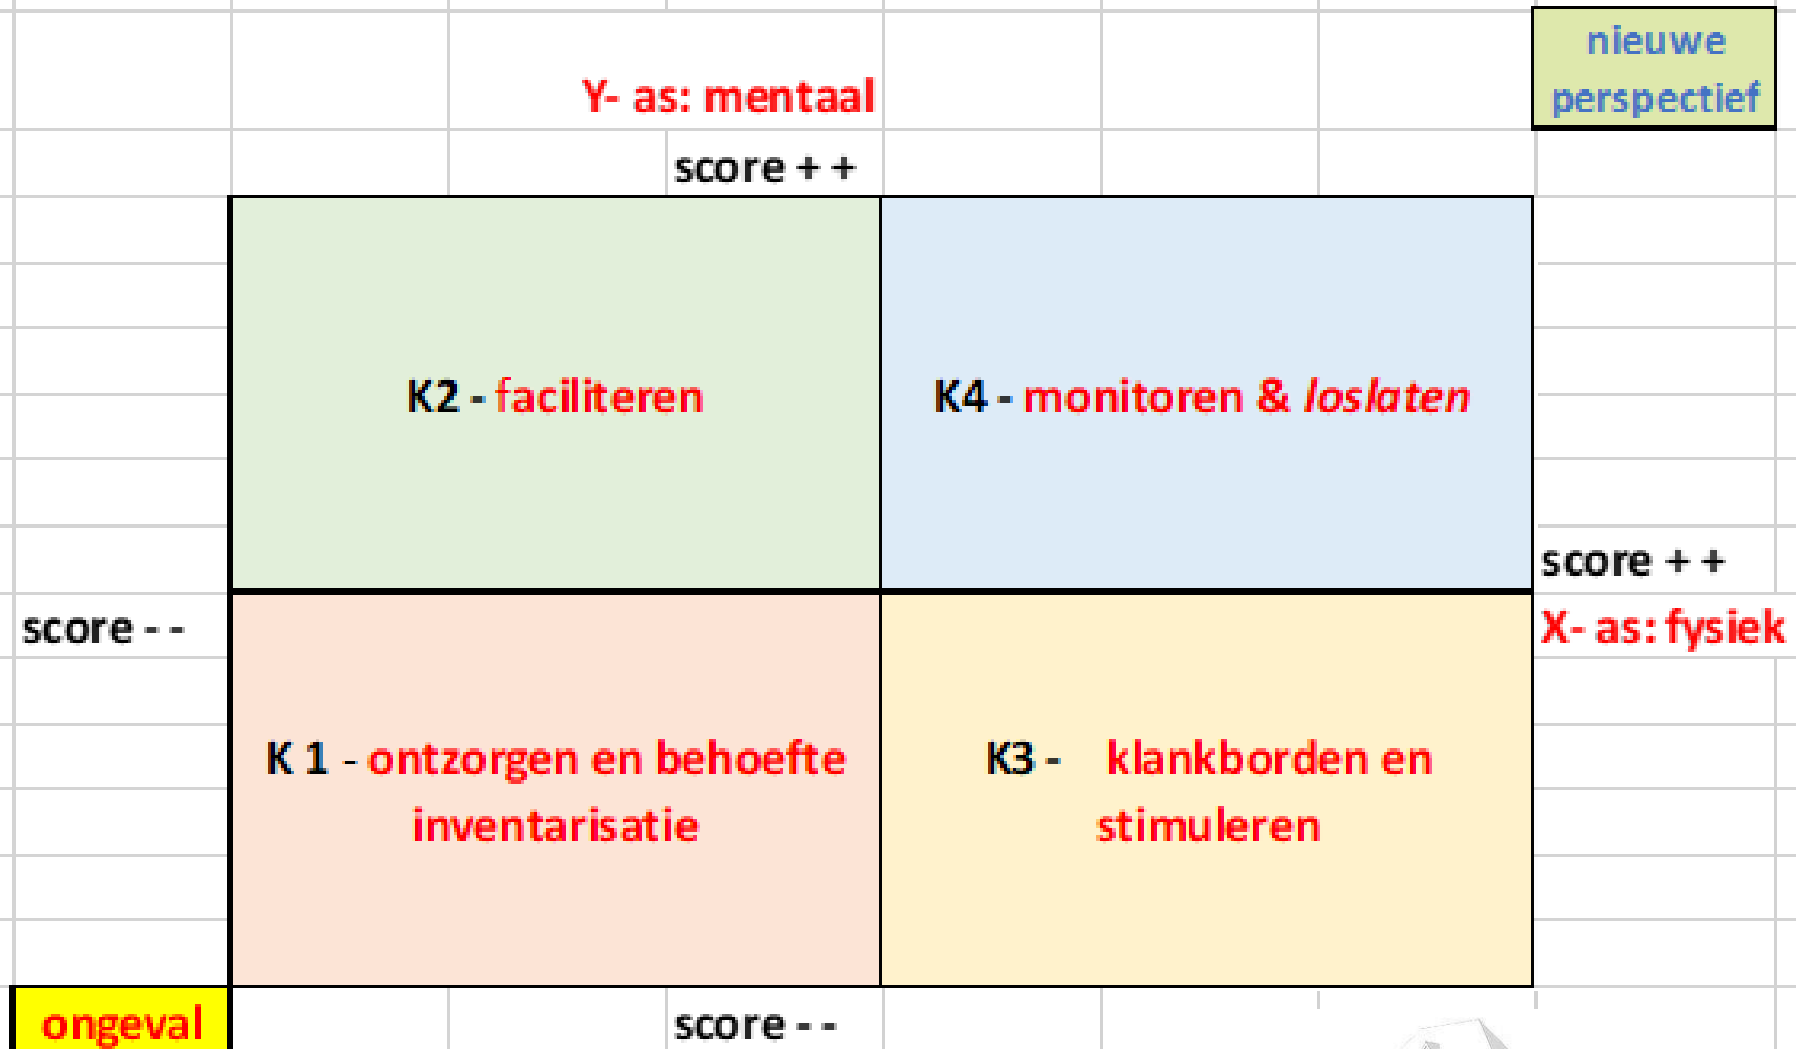 nieuwe
perspectief
Y- as: mentaal
score + +
K2 - faciliteren
K4 - monitoren & loslaten
score + +
score - -
X- as: fysiek
K 1 - ontzorgen en behoefte
inventarisatie
K3 - klankborden en
stimuleren
ongeval
score - -